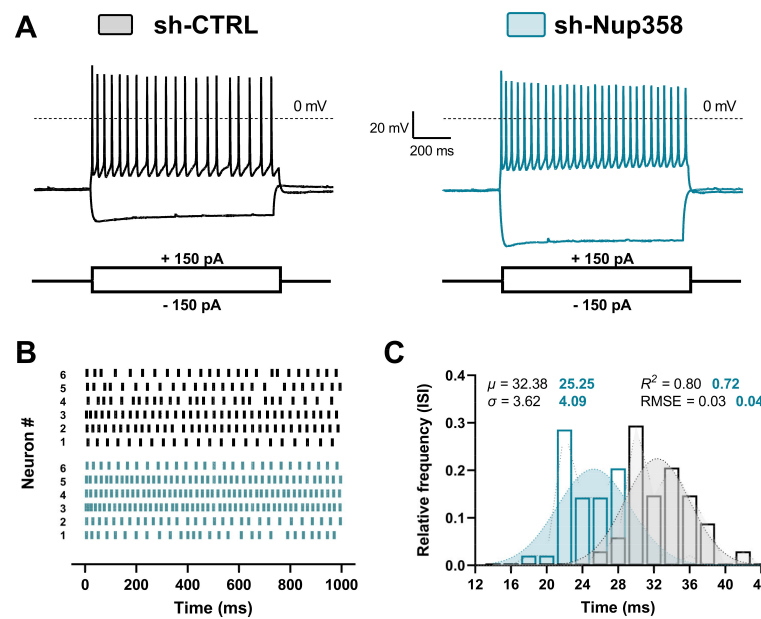 A
sh-CTRL
sh-Nup358
0 mV
0 mV
20 mV
200 ms
+ 150 pA
- 150 pA
+ 150 pA
- 150 pA
B
Neuron #
6
5
4
3
2
1
6
5
4
3
2
1
0
200
400
600
800
1000
Time (ms)
C
Relative frequency (ISI)
0.4
0.3
0.2
0.1
0.0
μ = 32.38 25.25
σ = 3.62 4.09
R² = 0.80 0.72
RMSE = 0.03 0.04
12
16
20
24
28
32
36
40
Time (ms)